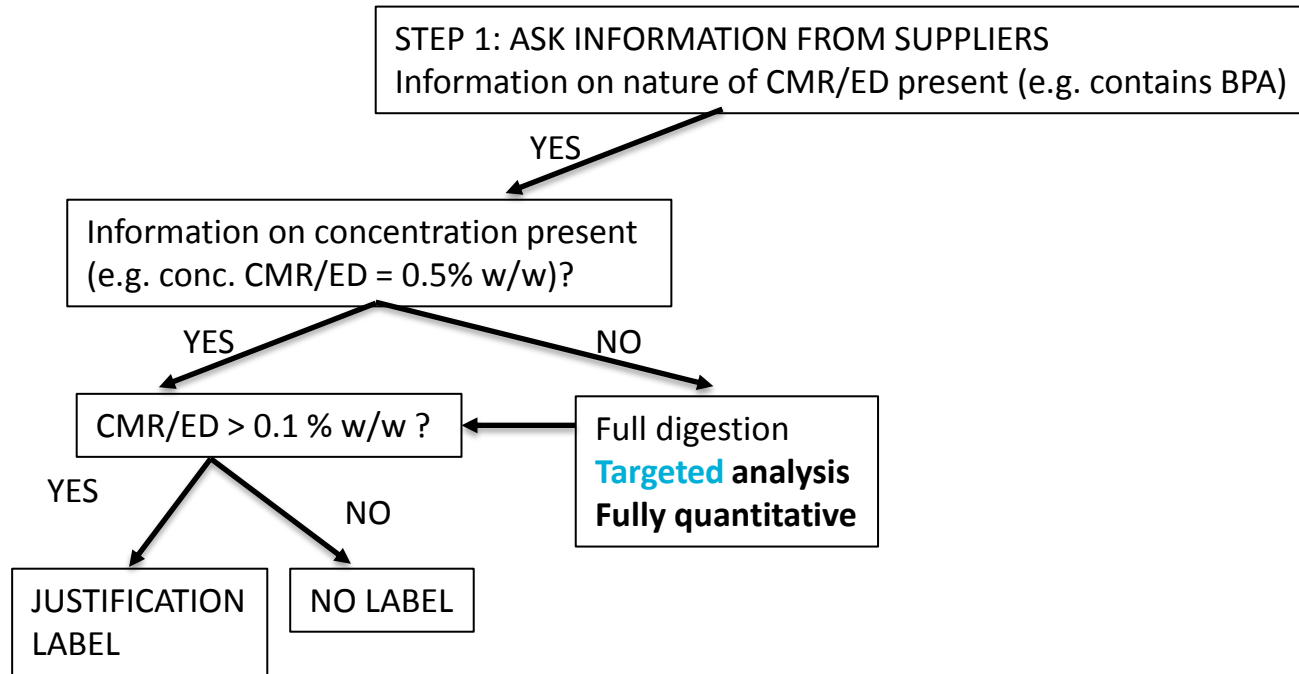 STEP 1: ASK INFORMATION FROM SUPPLIERS
Information on nature of CMR/ED present (e.g. contains BPA)
YES
Information on concentration present
(e.g. conc. CMR/ED = 0.5% w/w)?
YES
NO
CMR/ED > 0.1 % w/w ?
Full digestion
Targeted analysis
Fully quantitative
YES
NO
JUSTIFICATION
LABEL
NO LABEL